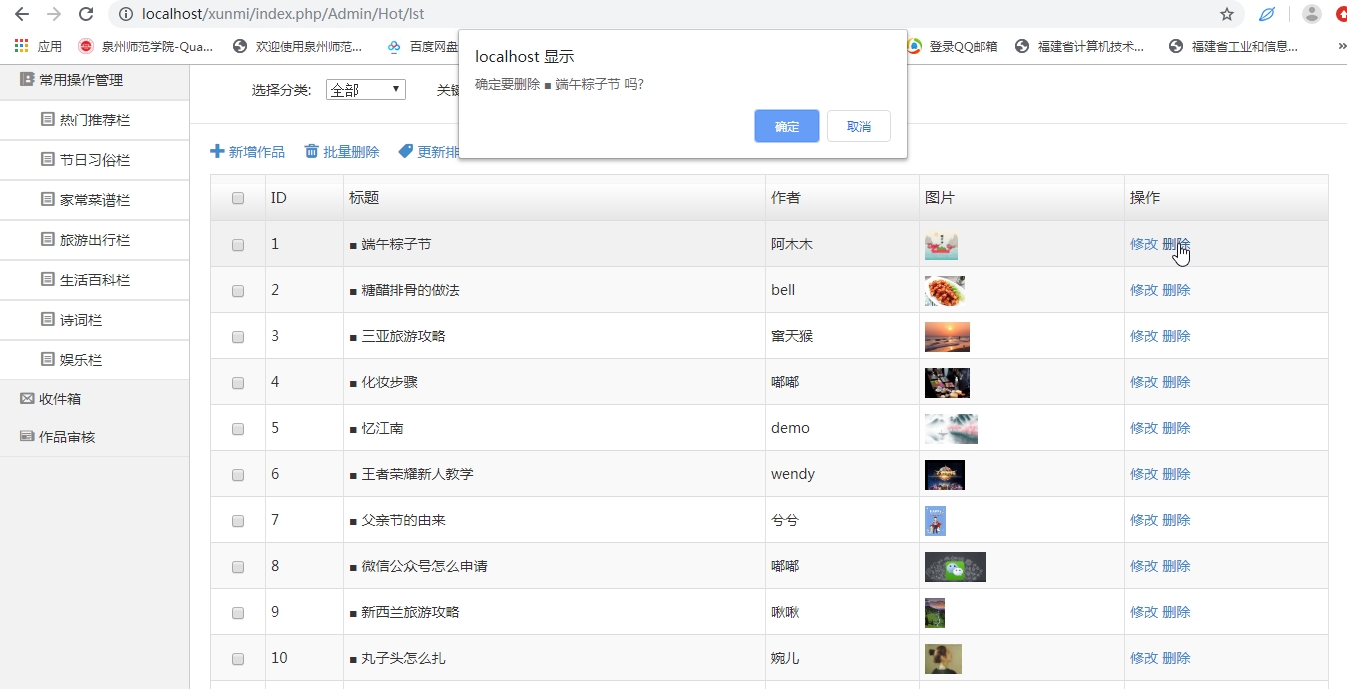 localhost/xunmi/index.php/Admin/Hot/lst
应用 泉州师范学院-Qua... 欢迎使用泉州师范... 百度网盘 登录QQ邮箱 福建省计算机技术... 福建省工业和信息... »
localhost 显示
确定要删除 ■ 端午粽子节 吗?
确定 取消
常用操作管理
热门推荐栏
节日习俗栏
家常菜谱栏
旅游出行栏
生活百科栏
诗词栏
娱乐栏
收件箱
作品审核
选择分类: 全部 关键
新增作品 批量删除 更新排
ID 标题 作者 图片 操作
1 ■ 端午粽子节 阿木木 修改 删除
2 ■ 糖醋排骨的做法 bell 修改 删除
3 ■ 三亚旅游攻略 窜天猴 修改 删除
4 ■ 化妆步骤 嘟嘟 修改 删除
5 ■ 忆江南 demo 修改 删除
6 ■ 王者荣耀新人教学 wendy 修改 删除
7 ■ 父亲节的由来 兮兮 修改 删除
8 ■ 微信公众号怎么申请 嘟嘟 修改 删除
9 ■ 新西兰旅游攻略 啾啾 修改 删除
10 ■ 丸子头怎么扎 婉儿 修改 删除